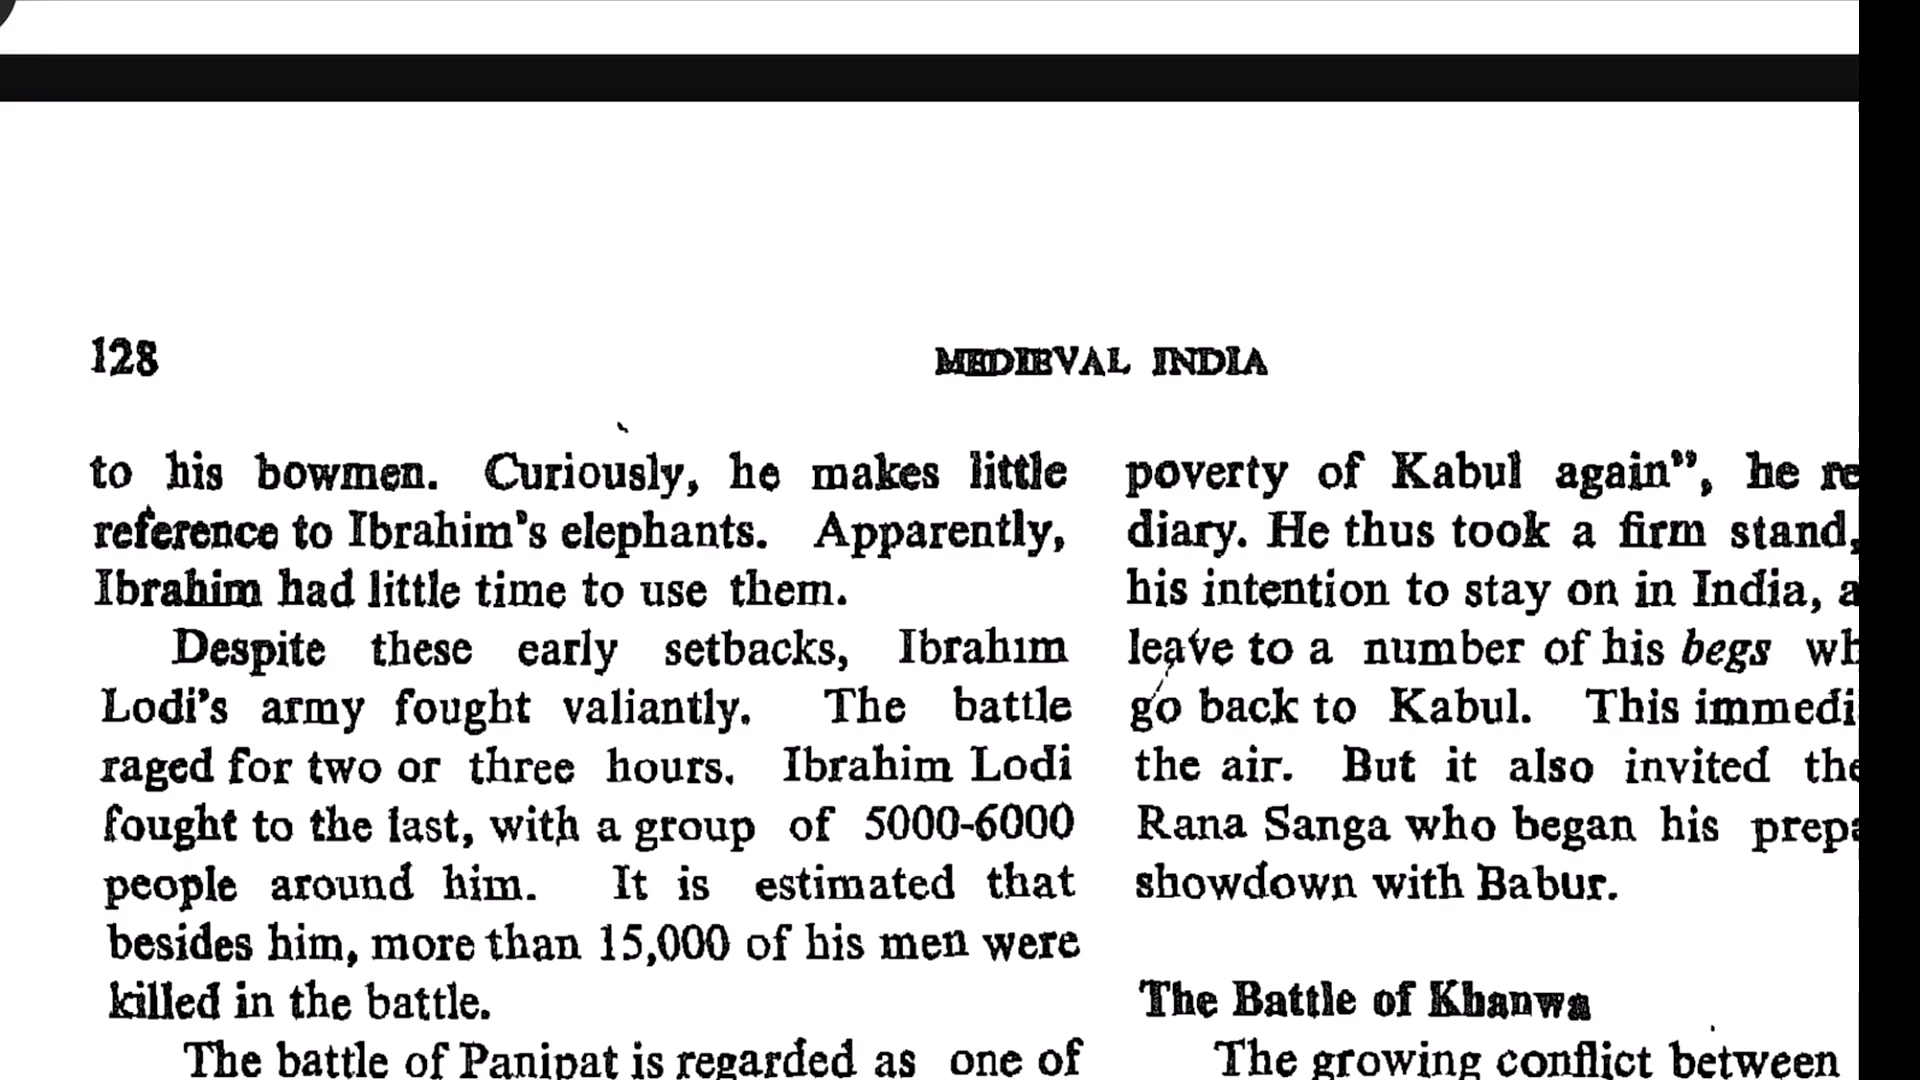 128
MEDIEVAL INDIA
to his bowmen. Curiously, he makes little
reference to Ibrahim's elephants. Apparently,
Ibrahim had little time to use them.
Despite these early setbacks, Ibrahim
Lodi's army fought valiantly. The battle
raged for two or three hours. Ibrahim Lodi
fought to the last, with a group of 5000-6000
people around him. It is estimated that
besides him, more than 15,000 of his men were
killed in the battle.
The battle of Panipat is regarded as one of
poverty of Kabul again", he
diary. He thus took a firm stand,
his intention to stay on in India,
leave to a number of his begs
go back to Kabul. This
the air. But it also invited
Rana Sanga who began his
showdown with Babur.
The Battle of Khanwa
The growing conflict between